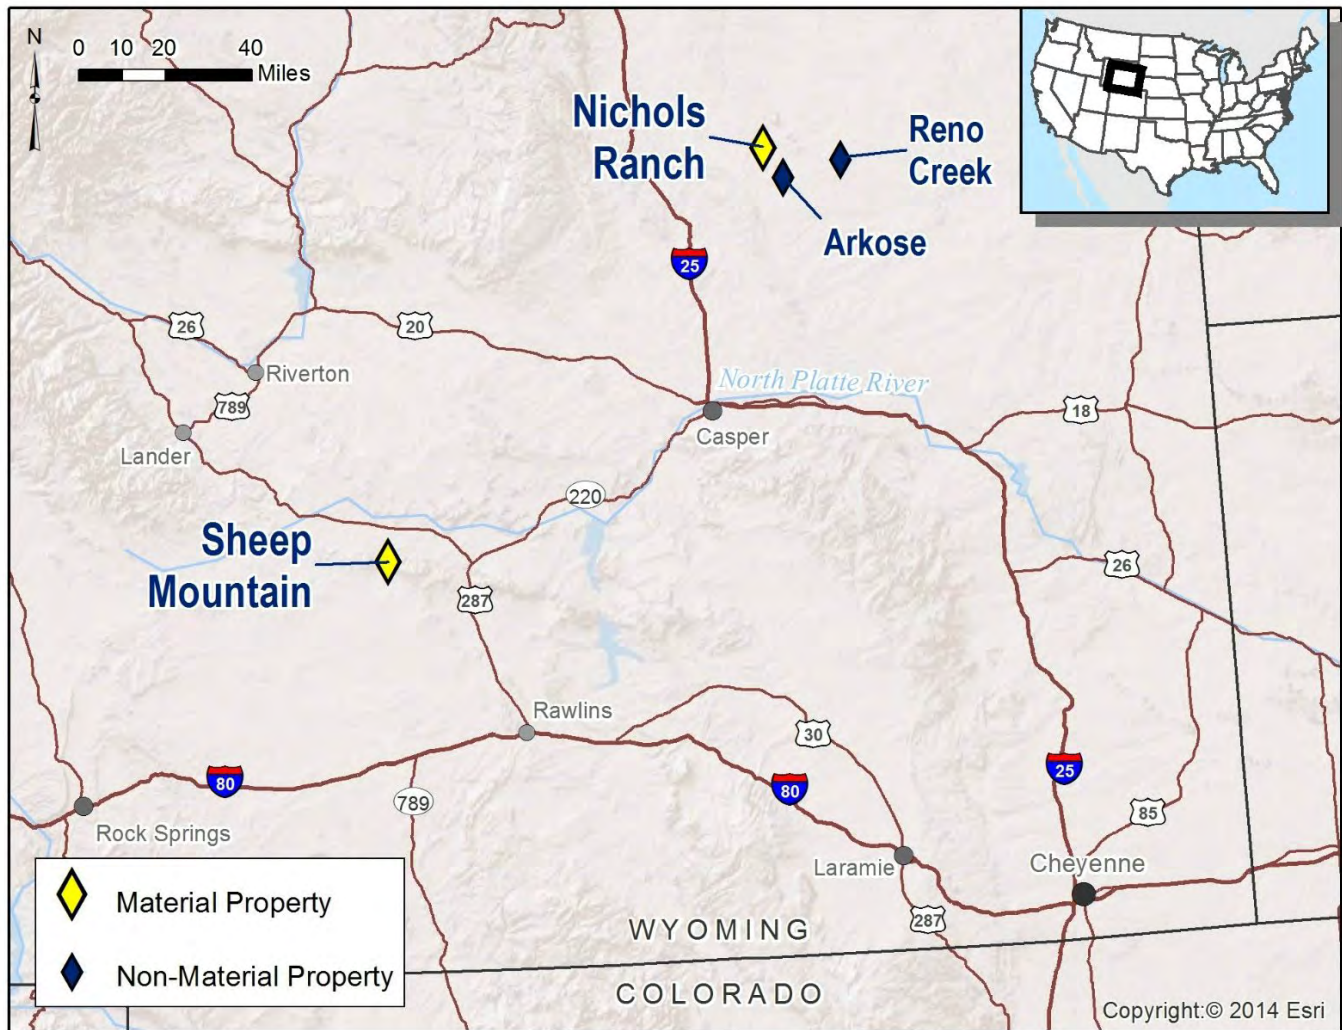 N
0 10 20 40
Miles
Nichols
Ranch
Reno
Creek
Arkose
25
26
20
Riverton
789
Lander
North Platte River
18
Casper
220
Sheep
Mountain
287
26
Rawlins
30
80
25
80
789
85
Rock Springs
Laramie
Cheyenne
287
Material Property
Non-Material Property
WYOMING
COLORADO
Copyright:© 2014 Esri